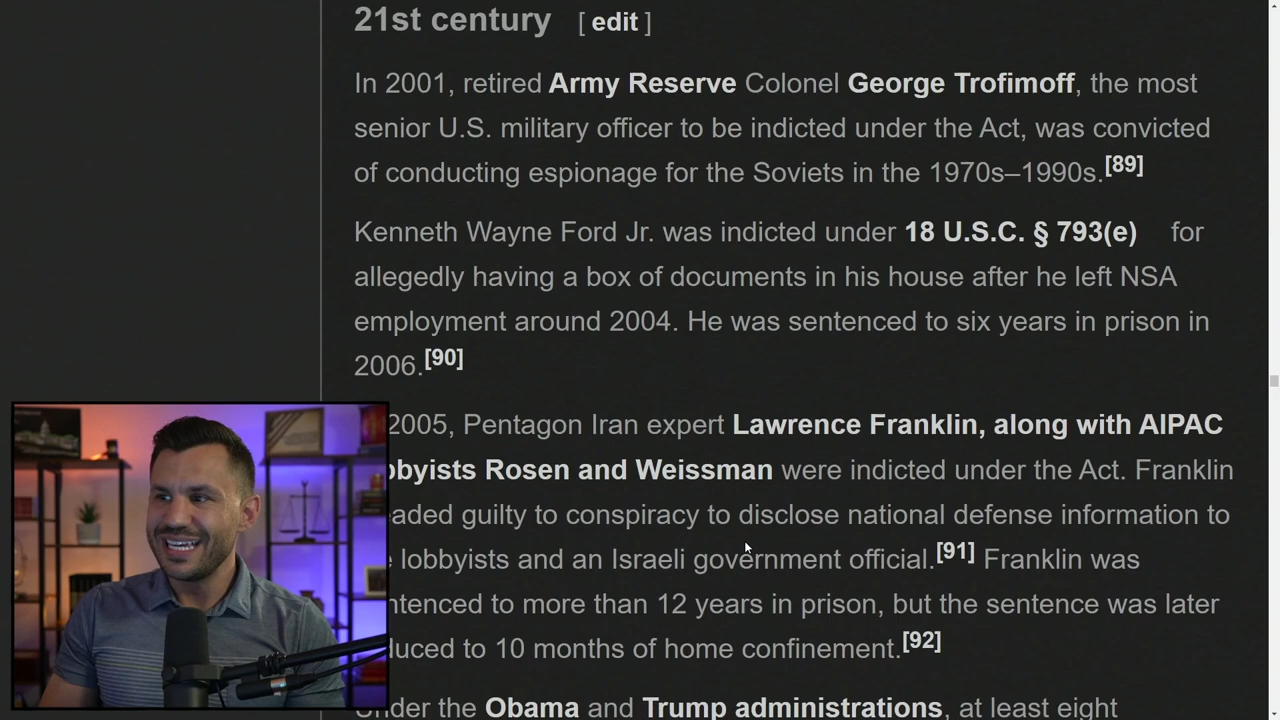 21st century [ edit ]
In 2001, retired Army Reserve Colonel George Trofimoff, the most
senior U.S. military officer to be indicted under the Act, was convicted
of conducting espionage for the Soviets in the 1970s–1990s.[89]
Kenneth Wayne Ford Jr. was indicted under 18 U.S.C. § 793(e) for
allegedly having a box of documents in his house after he left NSA
employment around 2004. He was sentenced to six years in prison in
2006.[90]
2005, Pentagon Iran expert Lawrence Franklin, along with AIPAC
bbyists Rosen and Weissman were indicted under the Act. Franklin
eaded guilty to conspiracy to disclose national defense information to
lobbyists and an Israeli government official.[91] Franklin was
ntenced to more than 12 years in prison, but the sentence was later
duced to 10 months of home confinement.[92]
Under the Obama and Trump administrations, at least eight